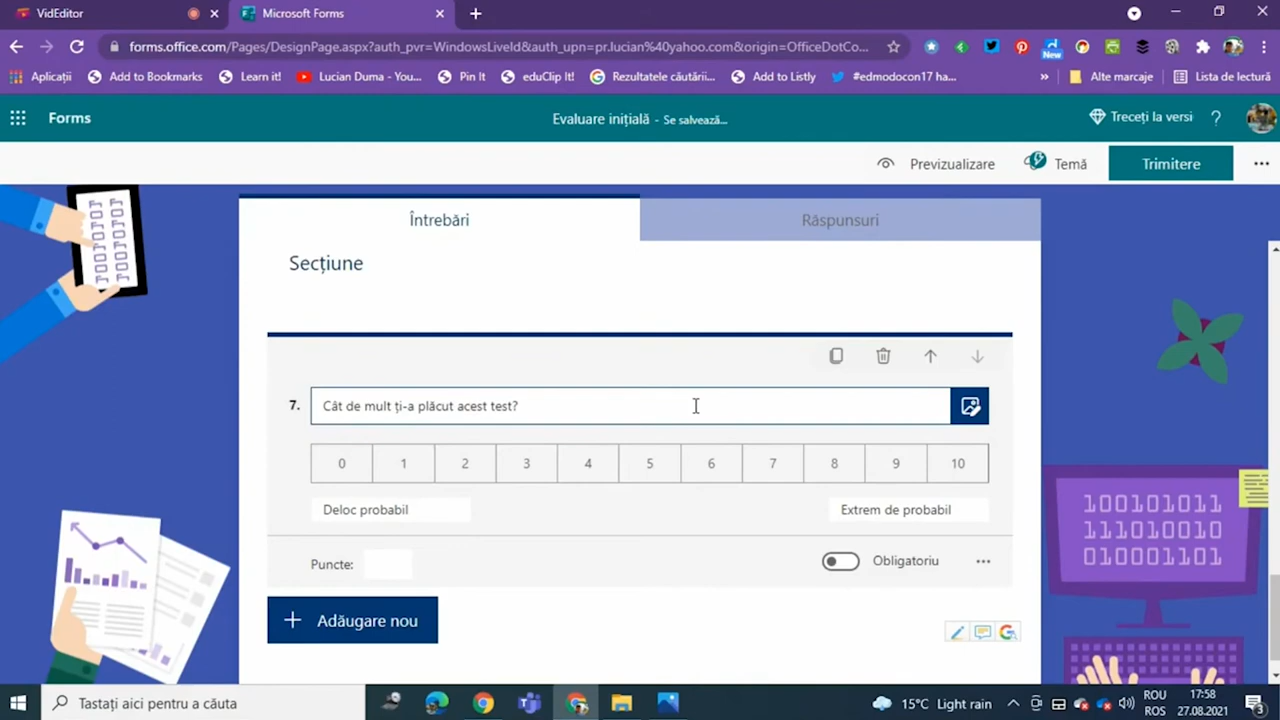 VidEditor
Microsoft Forms
forms.office.com/Pages/DesignPage.aspx?auth_pvr=WindowsLiveId&auth_upn=pr.lucian%40yahoo.com&origin=OfficeDotCo...
New
Aplicații
Add to Bookmarks
Learn it!
Lucian Duma - You...
Pin It
eduClip It!
Rezultatele căutării...
Add to Listly
#edmodocon17 ha...
»
Alte marcaje
Lista de lectură
Forms
Evaluare inițială - Se salvează...
Treceți la versi
?
Previzualizare
Temă
Trimitere
Întrebări
Răspunsuri
Secțiune
7.
Cât de mult ți-a plăcut acest test?
0 1 2 3 4 5 6 7 8 9 10
Deloc probabil
Extrem de probabil
Puncte:
Obligatoriu
+ Adăugare nou
100101011
111010010
010001101
Tastați aici pentru a căuta
15°C Light rain
ROU
ROS
17:58
27.08.2021
3